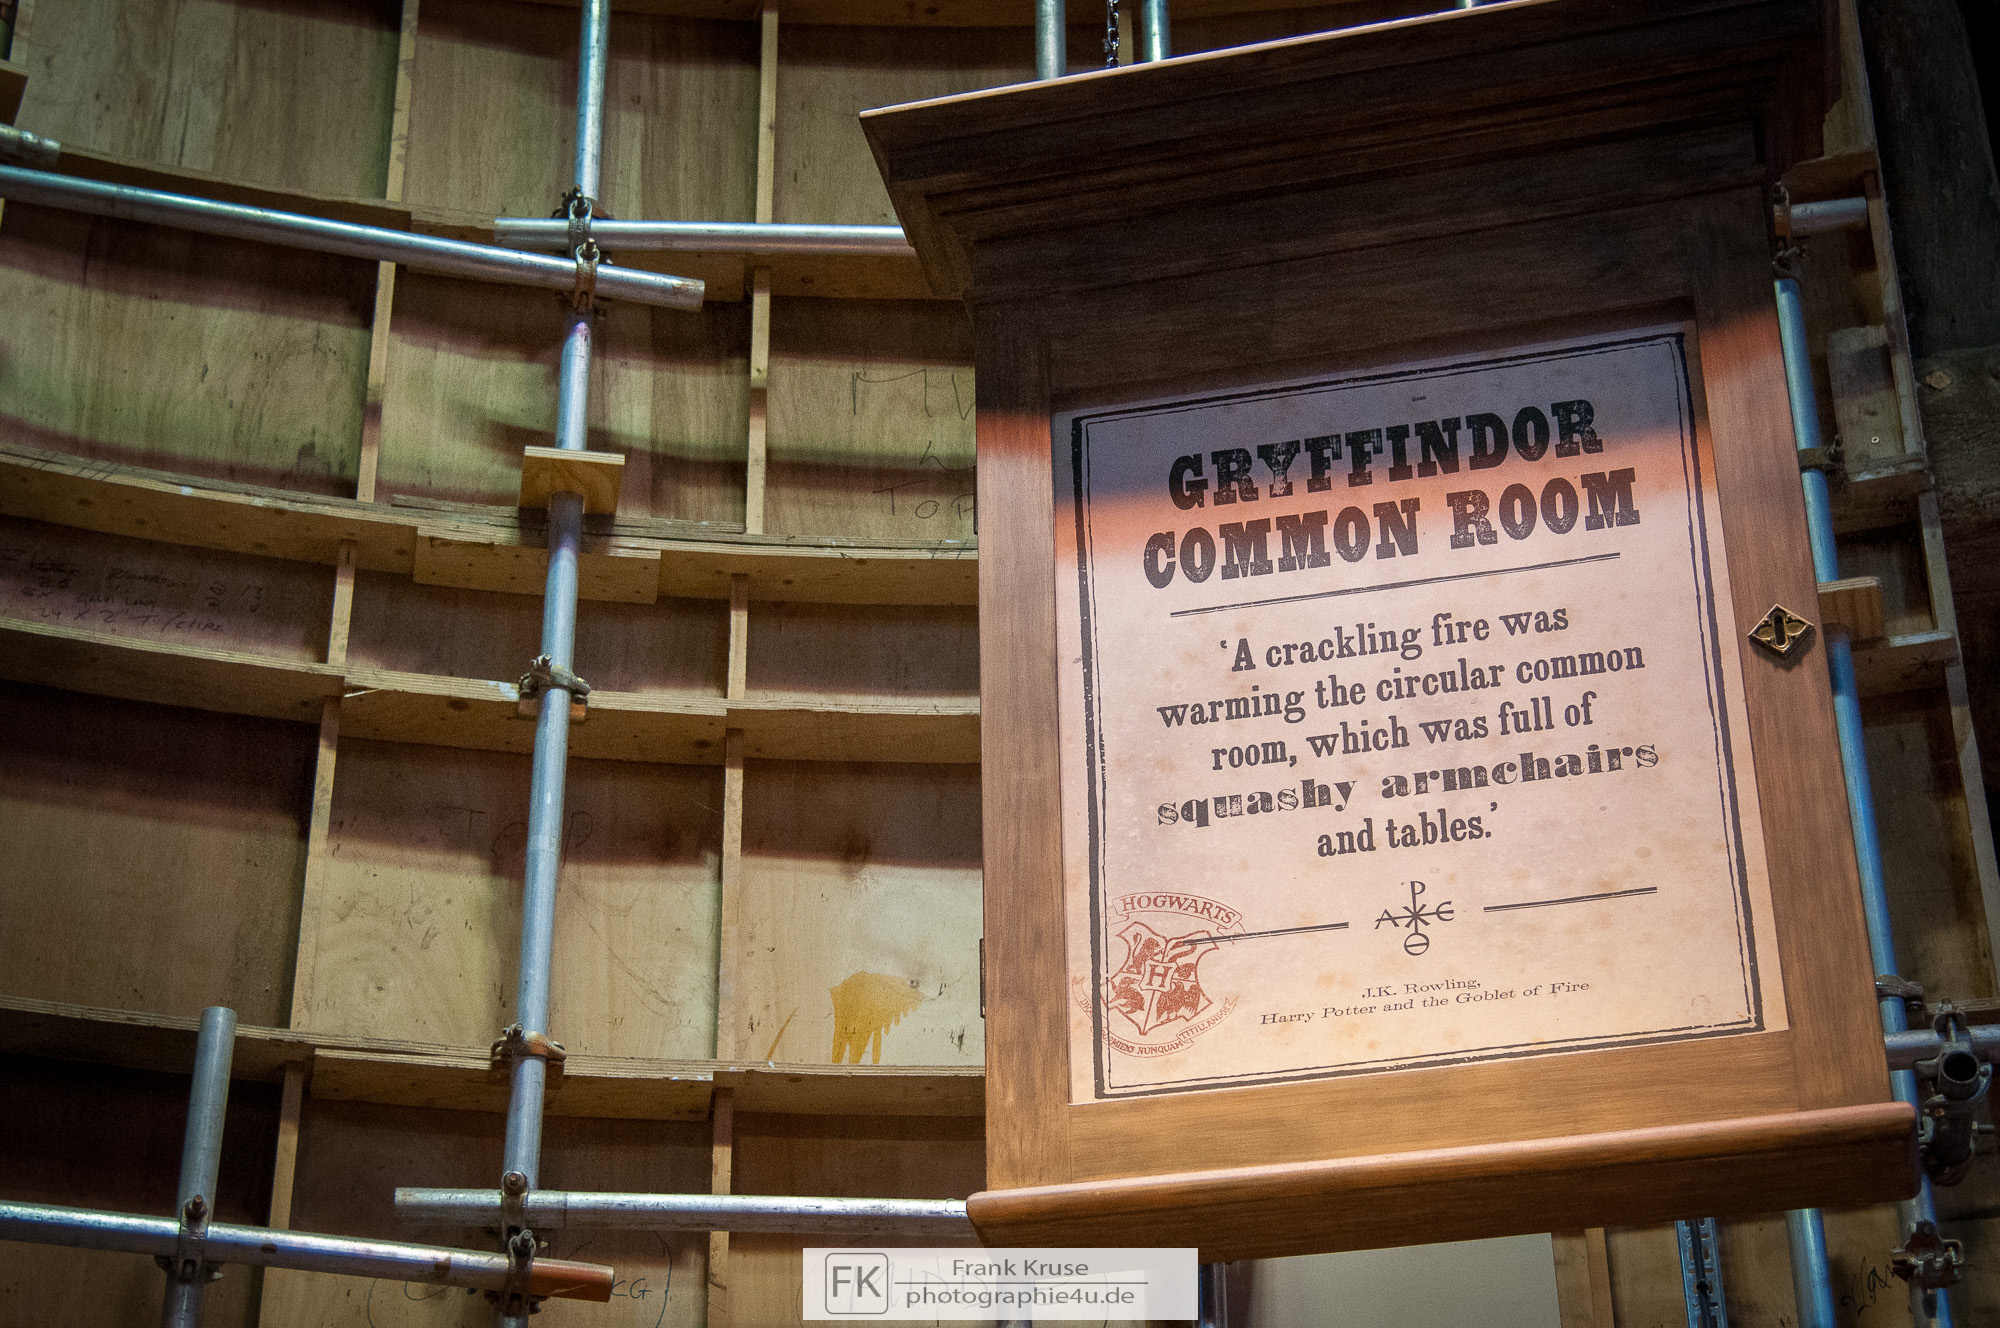 GRYFFINDOR
COMMON ROOM
‘A crackling fire was
warming the circular common
room, which was full of
squashy armchairs
and tables.’
HOGWARTS
H
J.K. Rowling,
Harry Potter and the Goblet of Fire
TOP
FK
Frank Kruse
photographie4u.de